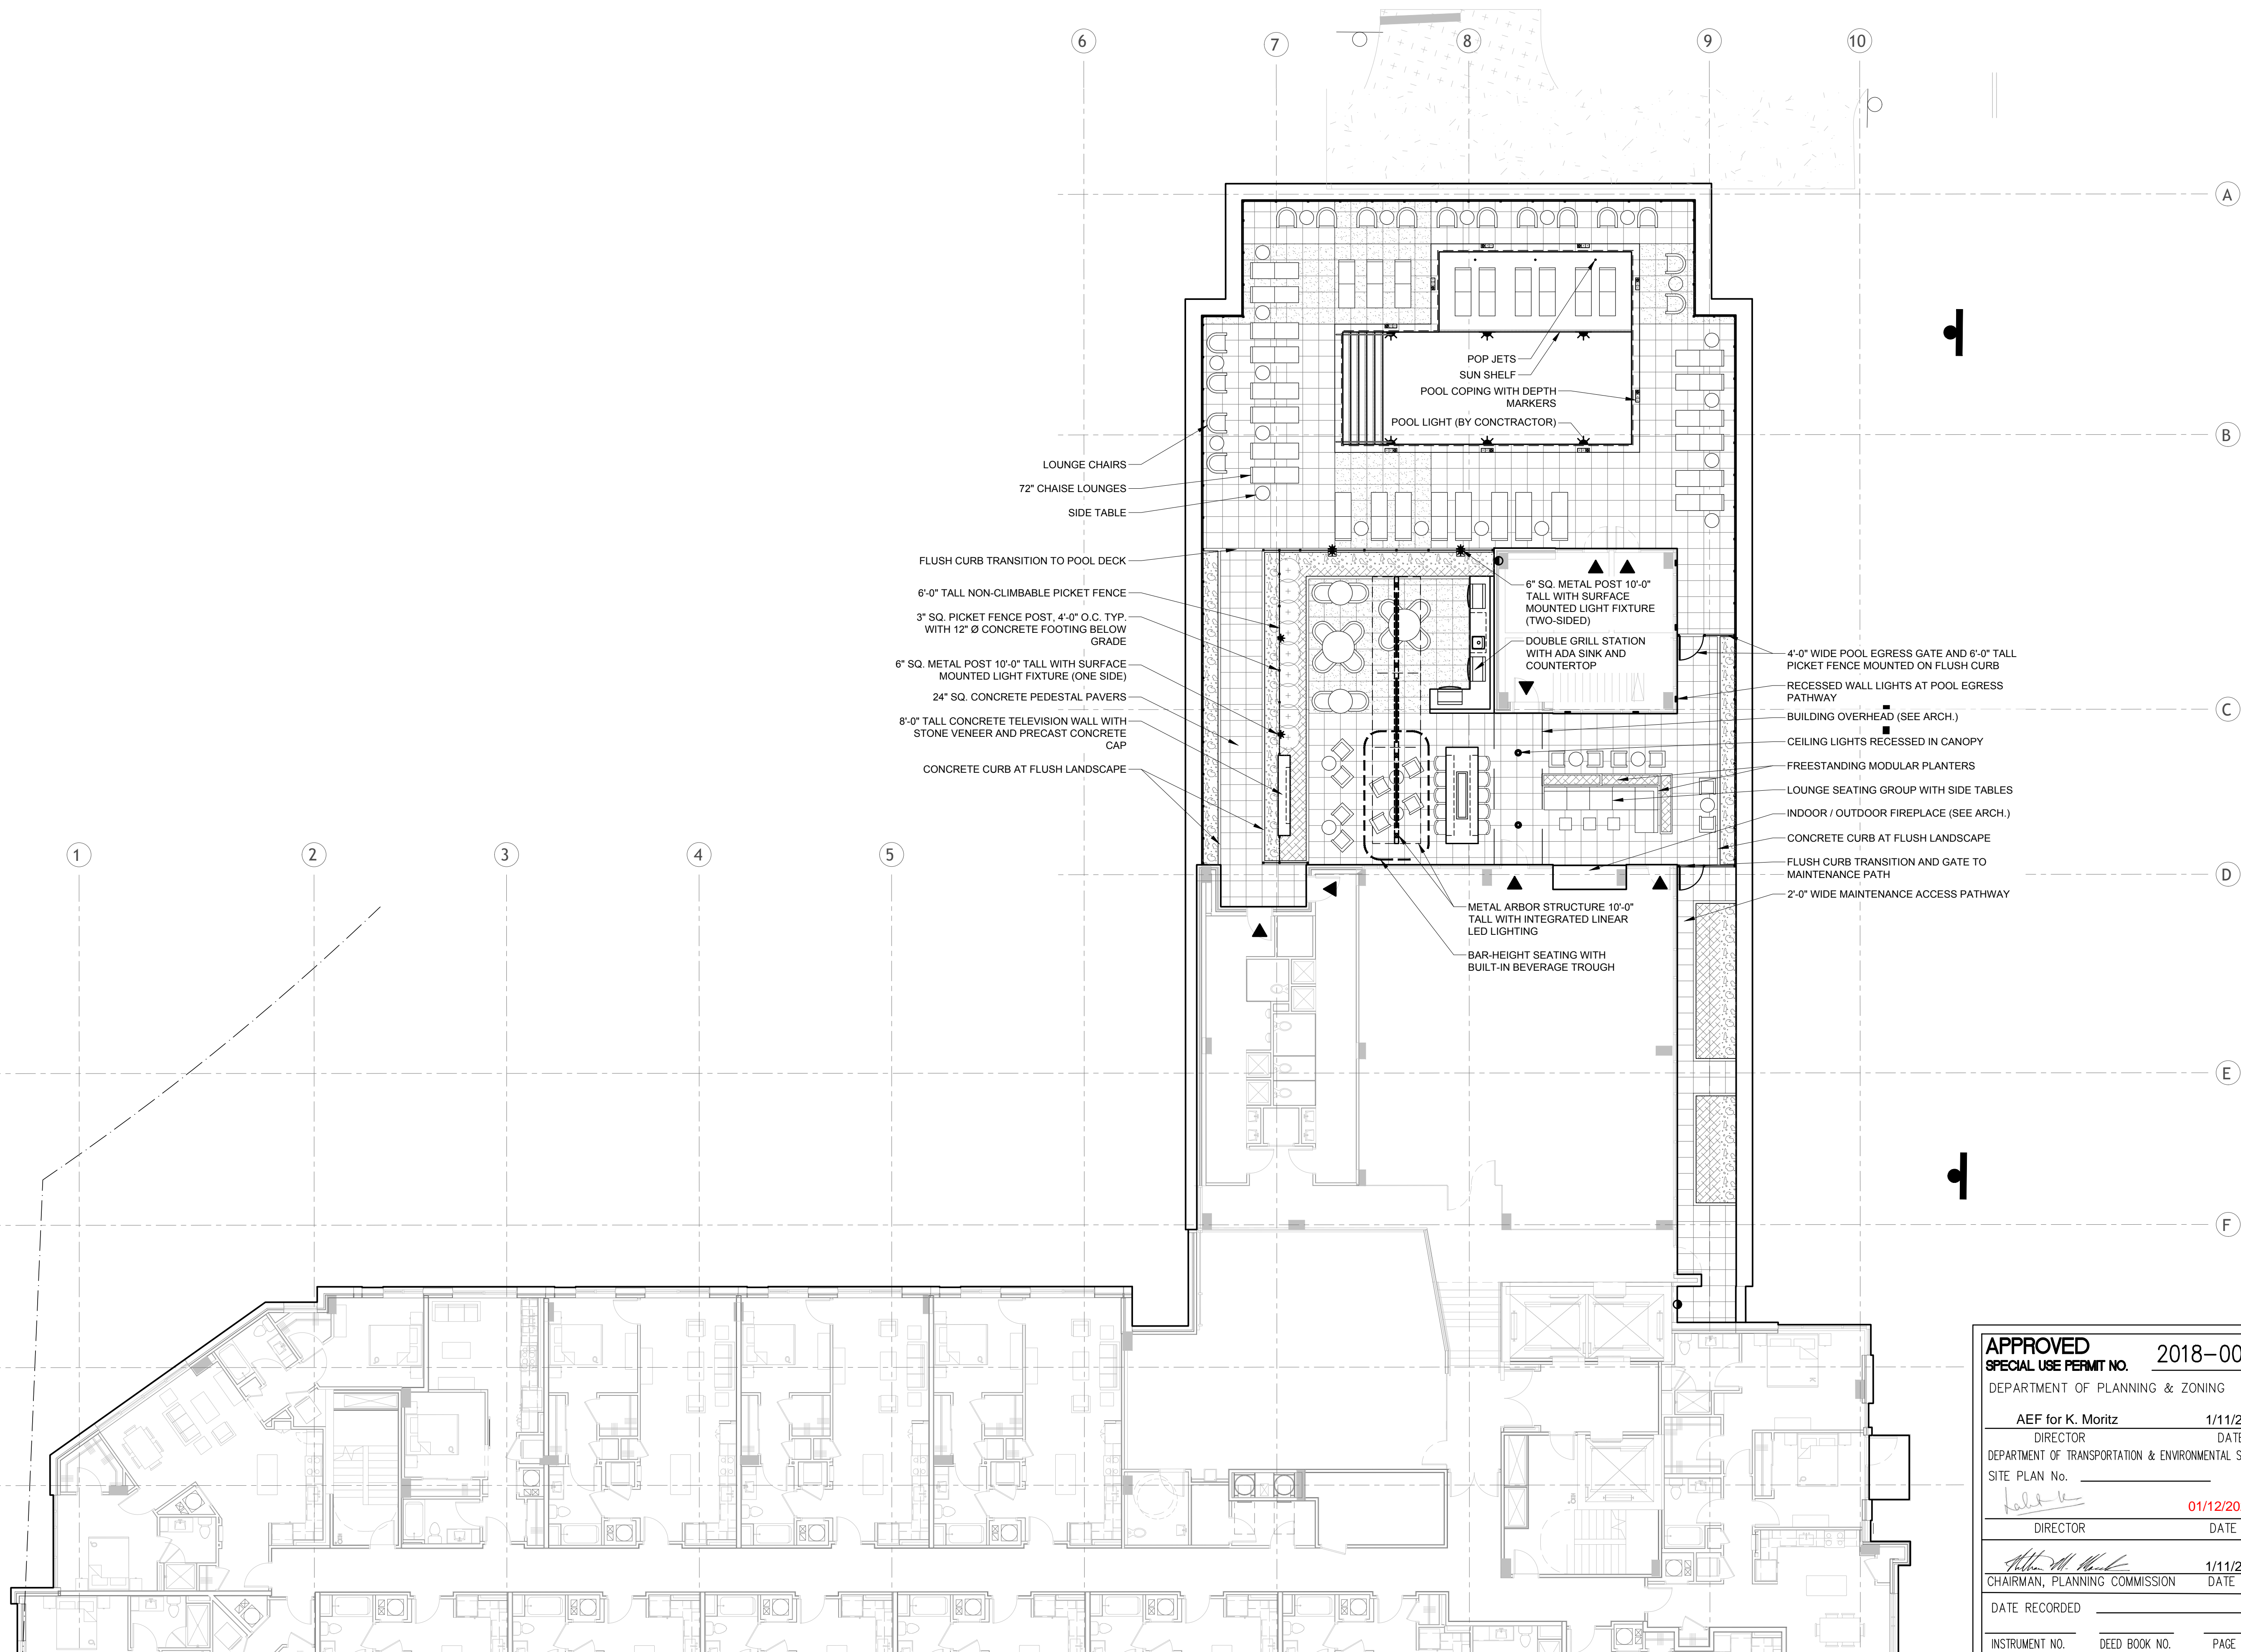 6
7
8
9
10
A
B
C
D
E
F
1
2
3
4
5
POP JETS
SUN SHELF
POOL COPING WITH DEPTH
MARKERS
POOL LIGHT (BY CONCTRACTOR)
LOUNGE CHAIRS
72" CHAISE LOUNGES
SIDE TABLE
FLUSH CURB TRANSITION TO POOL DECK
6'-0" TALL NON-CLIMBABLE PICKET FENCE
3" SQ. PICKET FENCE POST, 4'-0" O.C. TYP.
WITH 12" Ø CONCRETE FOOTING BELOW
GRADE
6" SQ. METAL POST 10'-0" TALL WITH SURFACE
MOUNTED LIGHT FIXTURE (ONE SIDE)
24" SQ. CONCRETE PEDESTAL PAVERS
8'-0" TALL CONCRETE TELEVISION WALL WITH
STONE VENEER AND PRECAST CONCRETE
CAP
CONCRETE CURB AT FLUSH LANDSCAPE
6" SQ. METAL POST 10'-0"
TALL WITH SURFACE
MOUNTED LIGHT FIXTURE
(TWO-SIDED)
DOUBLE GRILL STATION
WITH ADA SINK AND
COUNTERTOP
4'-0" WIDE POOL EGRESS GATE AND 6'-0" TALL
PICKET FENCE MOUNTED ON FLUSH CURB
RECESSED WALL LIGHTS AT POOL EGRESS
PATHWAY
BUILDING OVERHEAD (SEE ARCH.)
CEILING LIGHTS RECESSED IN CANOPY
FREESTANDING MODULAR PLANTERS
LOUNGE SEATING GROUP WITH SIDE TABLES
INDOOR / OUTDOOR FIREPLACE (SEE ARCH.)
CONCRETE CURB AT FLUSH LANDSCAPE
FLUSH CURB TRANSITION AND GATE TO
MAINTENANCE PATH
2'-0" WIDE MAINTENANCE ACCESS PATHWAY
METAL ARBOR STRUCTURE 10'-0"
TALL WITH INTEGRATED LINEAR
LED LIGHTING
BAR-HEIGHT SEATING WITH
BUILT-IN BEVERAGE TROUGH
APPROVED
SPECIAL USE PERMIT NO. 2018-00
DEPARTMENT OF PLANNING & ZONING
AEF for K. Moritz 1/11/2
DIRECTOR DATE
DEPARTMENT OF TRANSPORTATION & ENVIRONMENTAL S
SITE PLAN No.
01/12/20
DIRECTOR DATE
1/11/2
CHAIRMAN, PLANNING COMMISSION DATE
DATE RECORDED
INSTRUMENT NO. DEED BOOK NO. PAGE